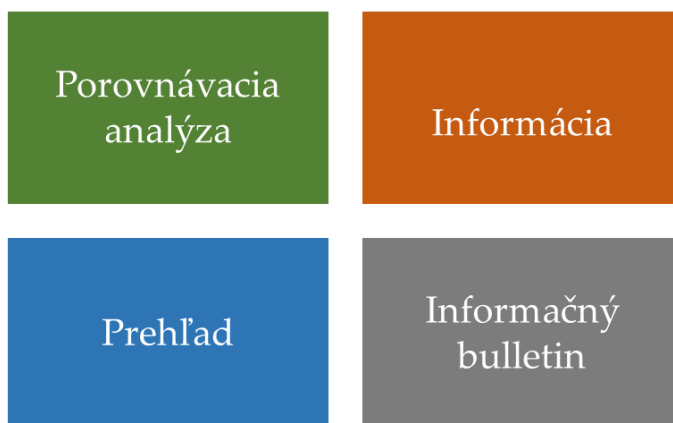 Porovnávacia
analýza
Informácia
Prehľad
Informačný
bulletin